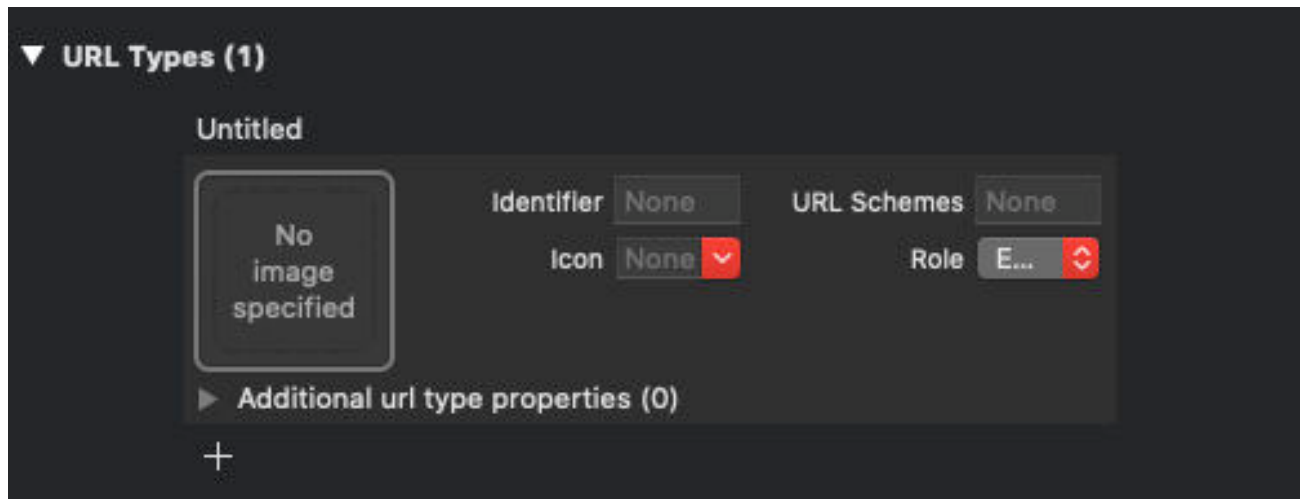 URL Types (1)
Untitled
No
image
specified
Identifier None
URL Schemes None
Icon None
Role E...
Additional url type properties (0)